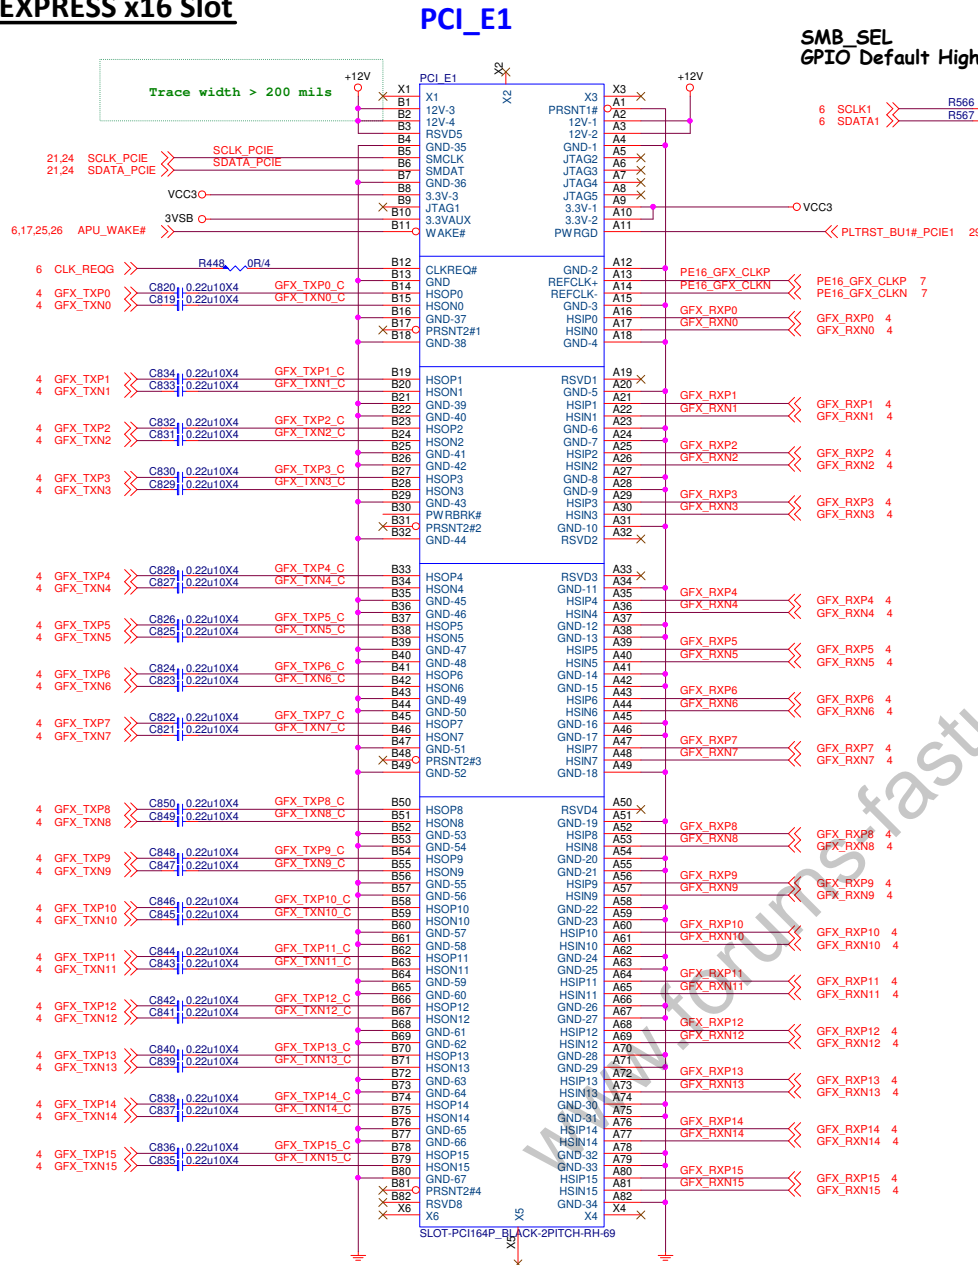 EXPRESS x16 Slot
PCI_E1
SMB_SEL
GPIO Default High
Trace width > 200 mils
+12V
PCI_E1
+12V
6 SCLK1 R566
6 SDATA1 R567
X1 X1 X2 X2 X3 X3
B1 12V-3 PRSNT1# A1
B2 12V-4 12V-1 A2
B3 RSVD5 12V-2 A3
B4 GND-35 GND-1 A4
21,24 SCLK_PCIE SCLK_PCIE B5 SMCLK JTAG2 A5
21,24 SDATA_PCIE SDATA_PCIE B6 SMDAT JTAG3 A6
B7 GND-36 JTAG4 A7
VCC3 B8 3.3V-3 JTAG5 A8
B9 JTAG1 3.3V-1 A9 VCC3
3VSB B10 3.3VAUX 3.3V-2 A10
6,17,25,26 APU_WAKE# B11 WAKE# PWRGD A11 PLTRST_BU1#_PCIE1 29
6 CLK_REQG R448 0R/4 B12 CLKREQ# GND-2 A12
B13 GND REFCLK+ A13 PE16_GFX_CLKP PE16_GFX_CLKP 7
4 GFX_TXP0 C820 0.22u10X4 GFX_TXP0_C B14 HSOP0 REFCLK- A14 PE16_GFX_CLKN PE16_GFX_CLKN 7
4 GFX_TXN0 C819 0.22u10X4 GFX_TXN0_C B15 HSON0 GND-3 A15
B16 GND-37 HSIP0 A16 GFX_RXP0 GFX_RXP0 4
B17 PRSNT2#1 HSIN0 A17 GFX_RXN0 GFX_RXN0 4
B18 GND-38 GND-4 A18
4 GFX_TXP1 C834 0.22u10X4 GFX_TXP1_C B19 HSOP1 RSVD1 A19
4 GFX_TXN1 C833 0.22u10X4 GFX_TXN1_C B20 HSON1 GND-5 A20
B21 GND-39 HSIP1 A21 GFX_RXP1 GFX_RXP1 4
B22 GND-40 HSIN1 A22 GFX_RXN1 GFX_RXN1 4
4 GFX_TXP2 C832 0.22u10X4 GFX_TXP2_C B23 HSOP2 GND-6 A23
4 GFX_TXN2 C831 0.22u10X4 GFX_TXN2_C B24 HSON2 GND-7 A24
B25 GND-41 HSIP2 A25 GFX_RXP2 GFX_RXP2 4
B26 GND-42 HSIN2 A26 GFX_RXN2 GFX_RXN2 4
4 GFX_TXP3 C830 0.22u10X4 GFX_TXP3_C B27 HSOP3 GND-8 A27
4 GFX_TXN3 C829 0.22u10X4 GFX_TXN3_C B28 HSON3 GND-9 A28
B29 GND-43 HSIP3 A29 GFX_RXP3 GFX_RXP3 4
B30 PWRBRK# HSIN3 A30 GFX_RXN3 GFX_RXN3 4
B31 PRSNT2#2 GND-10 A31
B32 GND-44 RSVD2 A32
4 GFX_TXP4 C828 0.22u10X4 GFX_TXP4_C B33 HSOP4 RSVD3 A33
4 GFX_TXN4 C827 0.22u10X4 GFX_TXN4_C B34 HSON4 GND-11 A34
B35 GND-45 HSIP4 A35 GFX_RXP4 GFX_RXP4 4
B36 GND-46 HSIN4 A36 GFX_RXN4 GFX_RXN4 4
4 GFX_TXP5 C826 0.22u10X4 GFX_TXP5_C B37 HSOP5 GND-12 A37
4 GFX_TXN5 C825 0.22u10X4 GFX_TXN5_C B38 HSON5 GND-13 A38
B39 GND-47 HSIP5 A39 GFX_RXP5 GFX_RXP5 4
B40 GND-48 HSIN5 A40 GFX_RXN5 GFX_RXN5 4
4 GFX_TXP6 C824 0.22u10X4 GFX_TXP6_C B41 HSOP6 GND-14 A41
4 GFX_TXN6 C823 0.22u10X4 GFX_TXN6_C B42 HSON6 GND-15 A42
B43 GND-49 HSIP6 A43 GFX_RXP6 GFX_RXP6 4
B44 GND-50 HSIN6 A44 GFX_RXN6 GFX_RXN6 4
4 GFX_TXP7 C822 0.22u10X4 GFX_TXP7_C B45 HSOP7 GND-16 A45
4 GFX_TXN7 C821 0.22u10X4 GFX_TXN7_C B46 HSON7 GND-17 A46
B47 GND-51 HSIP7 A47 GFX_RXP7 GFX_RXP7 4
B48 PRSNT2#3 HSIN7 A48 GFX_RXN7 GFX_RXN7 4
B49 GND-52 GND-18 A49
4 GFX_TXP8 C850 0.22u10X4 GFX_TXP8_C B50 HSOP8 RSVD4 A50
4 GFX_TXN8 C849 0.22u10X4 GFX_TXN8_C B51 HSON8 GND-19 A51
B52 GND-53 HSIP8 A52 GFX_RXP8 GFX_RXP8 4
B53 GND-54 HSIN8 A53 GFX_RXN8 GFX_RXN8 4
4 GFX_TXP9 C848 0.22u10X4 GFX_TXP9_C B54 HSOP9 GND-20 A54
4 GFX_TXN9 C847 0.22u10X4 GFX_TXN9_C B55 HSON9 GND-21 A55
B56 GND-55 HSIP9 A56 GFX_RXP9 GFX_RXP9 4
B57 GND-56 HSIN9 A57 GFX_RXN9 GFX_RXN9 4
4 GFX_TXP10 C846 0.22u10X4 GFX_TXP10_C B58 HSOP10 GND-22 A58
4 GFX_TXN10 C845 0.22u10X4 GFX_TXN10_C B59 HSON10 GND-23 A59
B60 GND-57 HSIP10 A60 GFX_RXP10 GFX_RXP10 4
B61 GND-58 HSIN10 A61 GFX_RXN10 GFX_RXN10 4
4 GFX_TXP11 C844 0.22u10X4 GFX_TXP11_C B62 HSOP11 GND-24 A62
4 GFX_TXN11 C843 0.22u10X4 GFX_TXN11_C B63 HSON11 GND-25 A63
B64 GND-59 HSIP11 A64 GFX_RXP11 GFX_RXP11 4
B65 GND-60 HSIN11 A65 GFX_RXN11 GFX_RXN11 4
4 GFX_TXP12 C842 0.22u10X4 GFX_TXP12_C B66 HSOP12 GND-26 A66
4 GFX_TXN12 C841 0.22u10X4 GFX_TXN12_C B67 HSON12 GND-27 A67
B68 GND-61 HSIP12 A68 GFX_RXP12 GFX_RXP12 4
B69 GND-62 HSIN12 A69 GFX_RXN12 GFX_RXN12 4
4 GFX_TXP13 C840 0.22u10X4 GFX_TXP13_C B70 HSOP13 GND-28 A70
4 GFX_TXN13 C839 0.22u10X4 GFX_TXN13_C B71 HSON13 GND-29 A71
B72 GND-63 HSIP13 A72 GFX_RXP13 GFX_RXP13 4
B73 GND-64 HSIN13 A73 GFX_RXN13 GFX_RXN13 4
4 GFX_TXP14 C838 0.22u10X4 GFX_TXP14_C B74 HSOP14 GND-30 A74
4 GFX_TXN14 C837 0.22u10X4 GFX_TXN14_C B75 HSON14 GND-31 A75
B76 GND-65 HSIP14 A76 GFX_RXP14 GFX_RXP14 4
B77 GND-66 HSIN14 A77 GFX_RXN14 GFX_RXN14 4
4 GFX_TXP15 C836 0.22u10X4 GFX_TXP15_C B78 HSOP15 GND-32 A78
4 GFX_TXN15 C835 0.22u10X4 GFX_TXN15_C B79 HSON15 GND-33 A79
B80 GND-67 HSIP15 A80 GFX_RXP15 GFX_RXP15 4
B81 PRSNT2#4 HSIN15 A81 GFX_RXN15 GFX_RXN15 4
B82 RSVD8 GND-34 A82
X6 X6 X5 X5 X4 X4
SLOT-PCI164P_BLACK-2PITCH-RH-69
www.forums-fastu